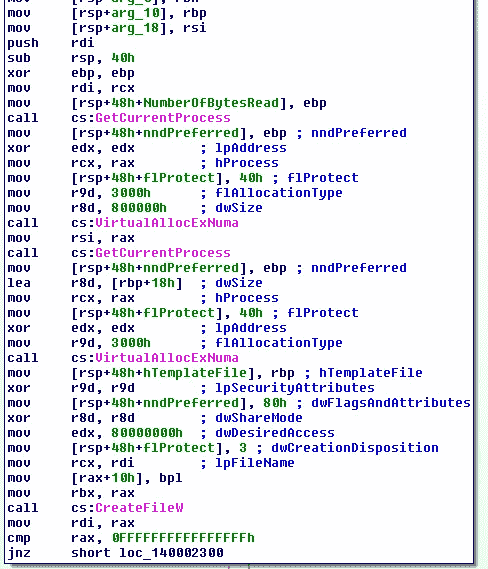 mov [rsp+arg_10], rbp
mov [rsp+arg_18], rsi
push rdi
sub rsp, 40h
xor ebp, ebp
mov rdi, rcx
mov [rsp+48h+NumberOfBytesRead], ebp
call cs:GetCurrentProcess
mov [rsp+48h+nndPreferred], ebp ; nndPreferred
xor edx, edx ; lpAddress
mov rcx, rax ; hProcess
mov [rsp+48h+flProtect], 40h ; flProtect
mov r9d, 3000h ; flAllocationType
mov r8d, 800000h ; dwSize
call cs:VirtualAllocExNuma
mov rsi, rax
call cs:GetCurrentProcess
mov [rsp+48h+nndPreferred], ebp ; nndPreferred
lea r8d, [rbp+18h] ; dwSize
mov rcx, rax ; hProcess
mov [rsp+48h+flProtect], 40h ; flProtect
xor edx, edx ; lpAddress
mov r9d, 3000h ; flAllocationType
call cs:VirtualAllocExNuma
mov [rsp+48h+hTemplateFile], rbp ; hTemplateFile
xor r9d, r9d ; lpSecurityAttributes
mov [rsp+48h+nndPreferred], 80h ; dwFlagsAndAttributes
xor r8d, r8d ; dwShareMode
mov edx, 80000000h ; dwDesiredAccess
mov [rsp+48h+flProtect], 3 ; dwCreationDisposition
mov rcx, rdi ; lpFileName
mov [rax+10h], bpl
mov rbx, rax
call cs:CreateFileW
mov rdi, rax
cmp rax, 0FFFFFFFFFFFFFFFFh
jnz short loc_140002300